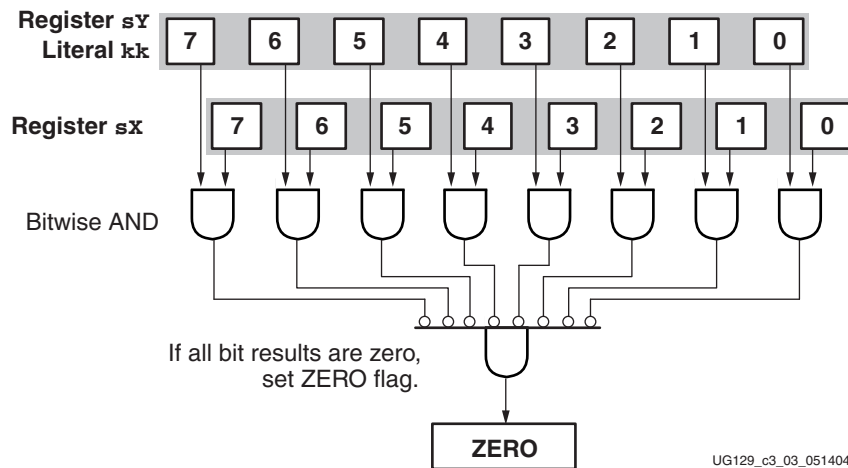 Register sY
Literal kk
7 6 5 4 3 2 1 0
Register sX
7 6 5 4 3 2 1 0
Bitwise AND
If all bit results are zero,
set ZERO flag.
ZERO
UG129_c3_03_051404